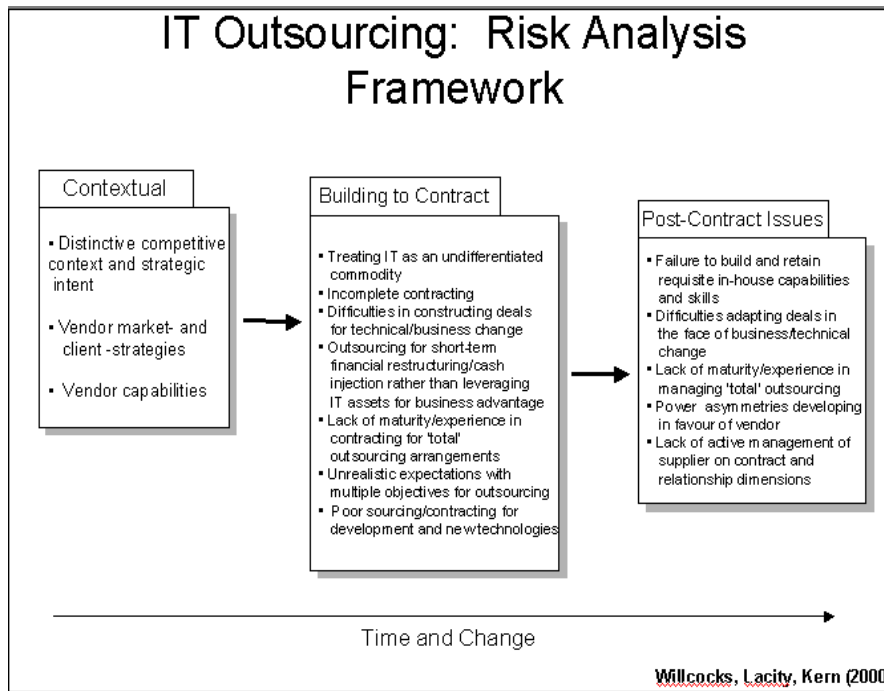 IT Outsourcing: Risk Analysis
Framework
Contextual
▪ Distinctive competitive
context and strategic
intent
▪ Vendor market- and
client -strategies
▪ Vendor capabilities
Building to Contract
▪ Treating IT as an undifferentiated
commodity
▪ Incomplete contracting
▪ Difficulties in constructing deals
for technical/business change
▪ Outsourcing for short-term
financial restructuring/cash
injection rather than leveraging
IT assets for business advantage
▪ Lack of maturity/experience in
contracting for 'total'
outsourcing arrangements
▪ Unrealistic expectations with
multiple objectives for outsourcing
▪ Poor sourcing/contracting for
development and new technologies
Post-Contract Issues
▪ Failure to build and retain
requisite in-house capabilities
and skills
▪ Difficulties adapting deals in
the face of business/technical
change
▪ Lack of maturity/experience in
managing 'total' outsourcing
▪ Power asymmetries developing
in favour of vendor
▪ Lack of active management of
supplier on contract and
relationship dimensions
Time and Change
Willcocks, Lacity, Kern (2000